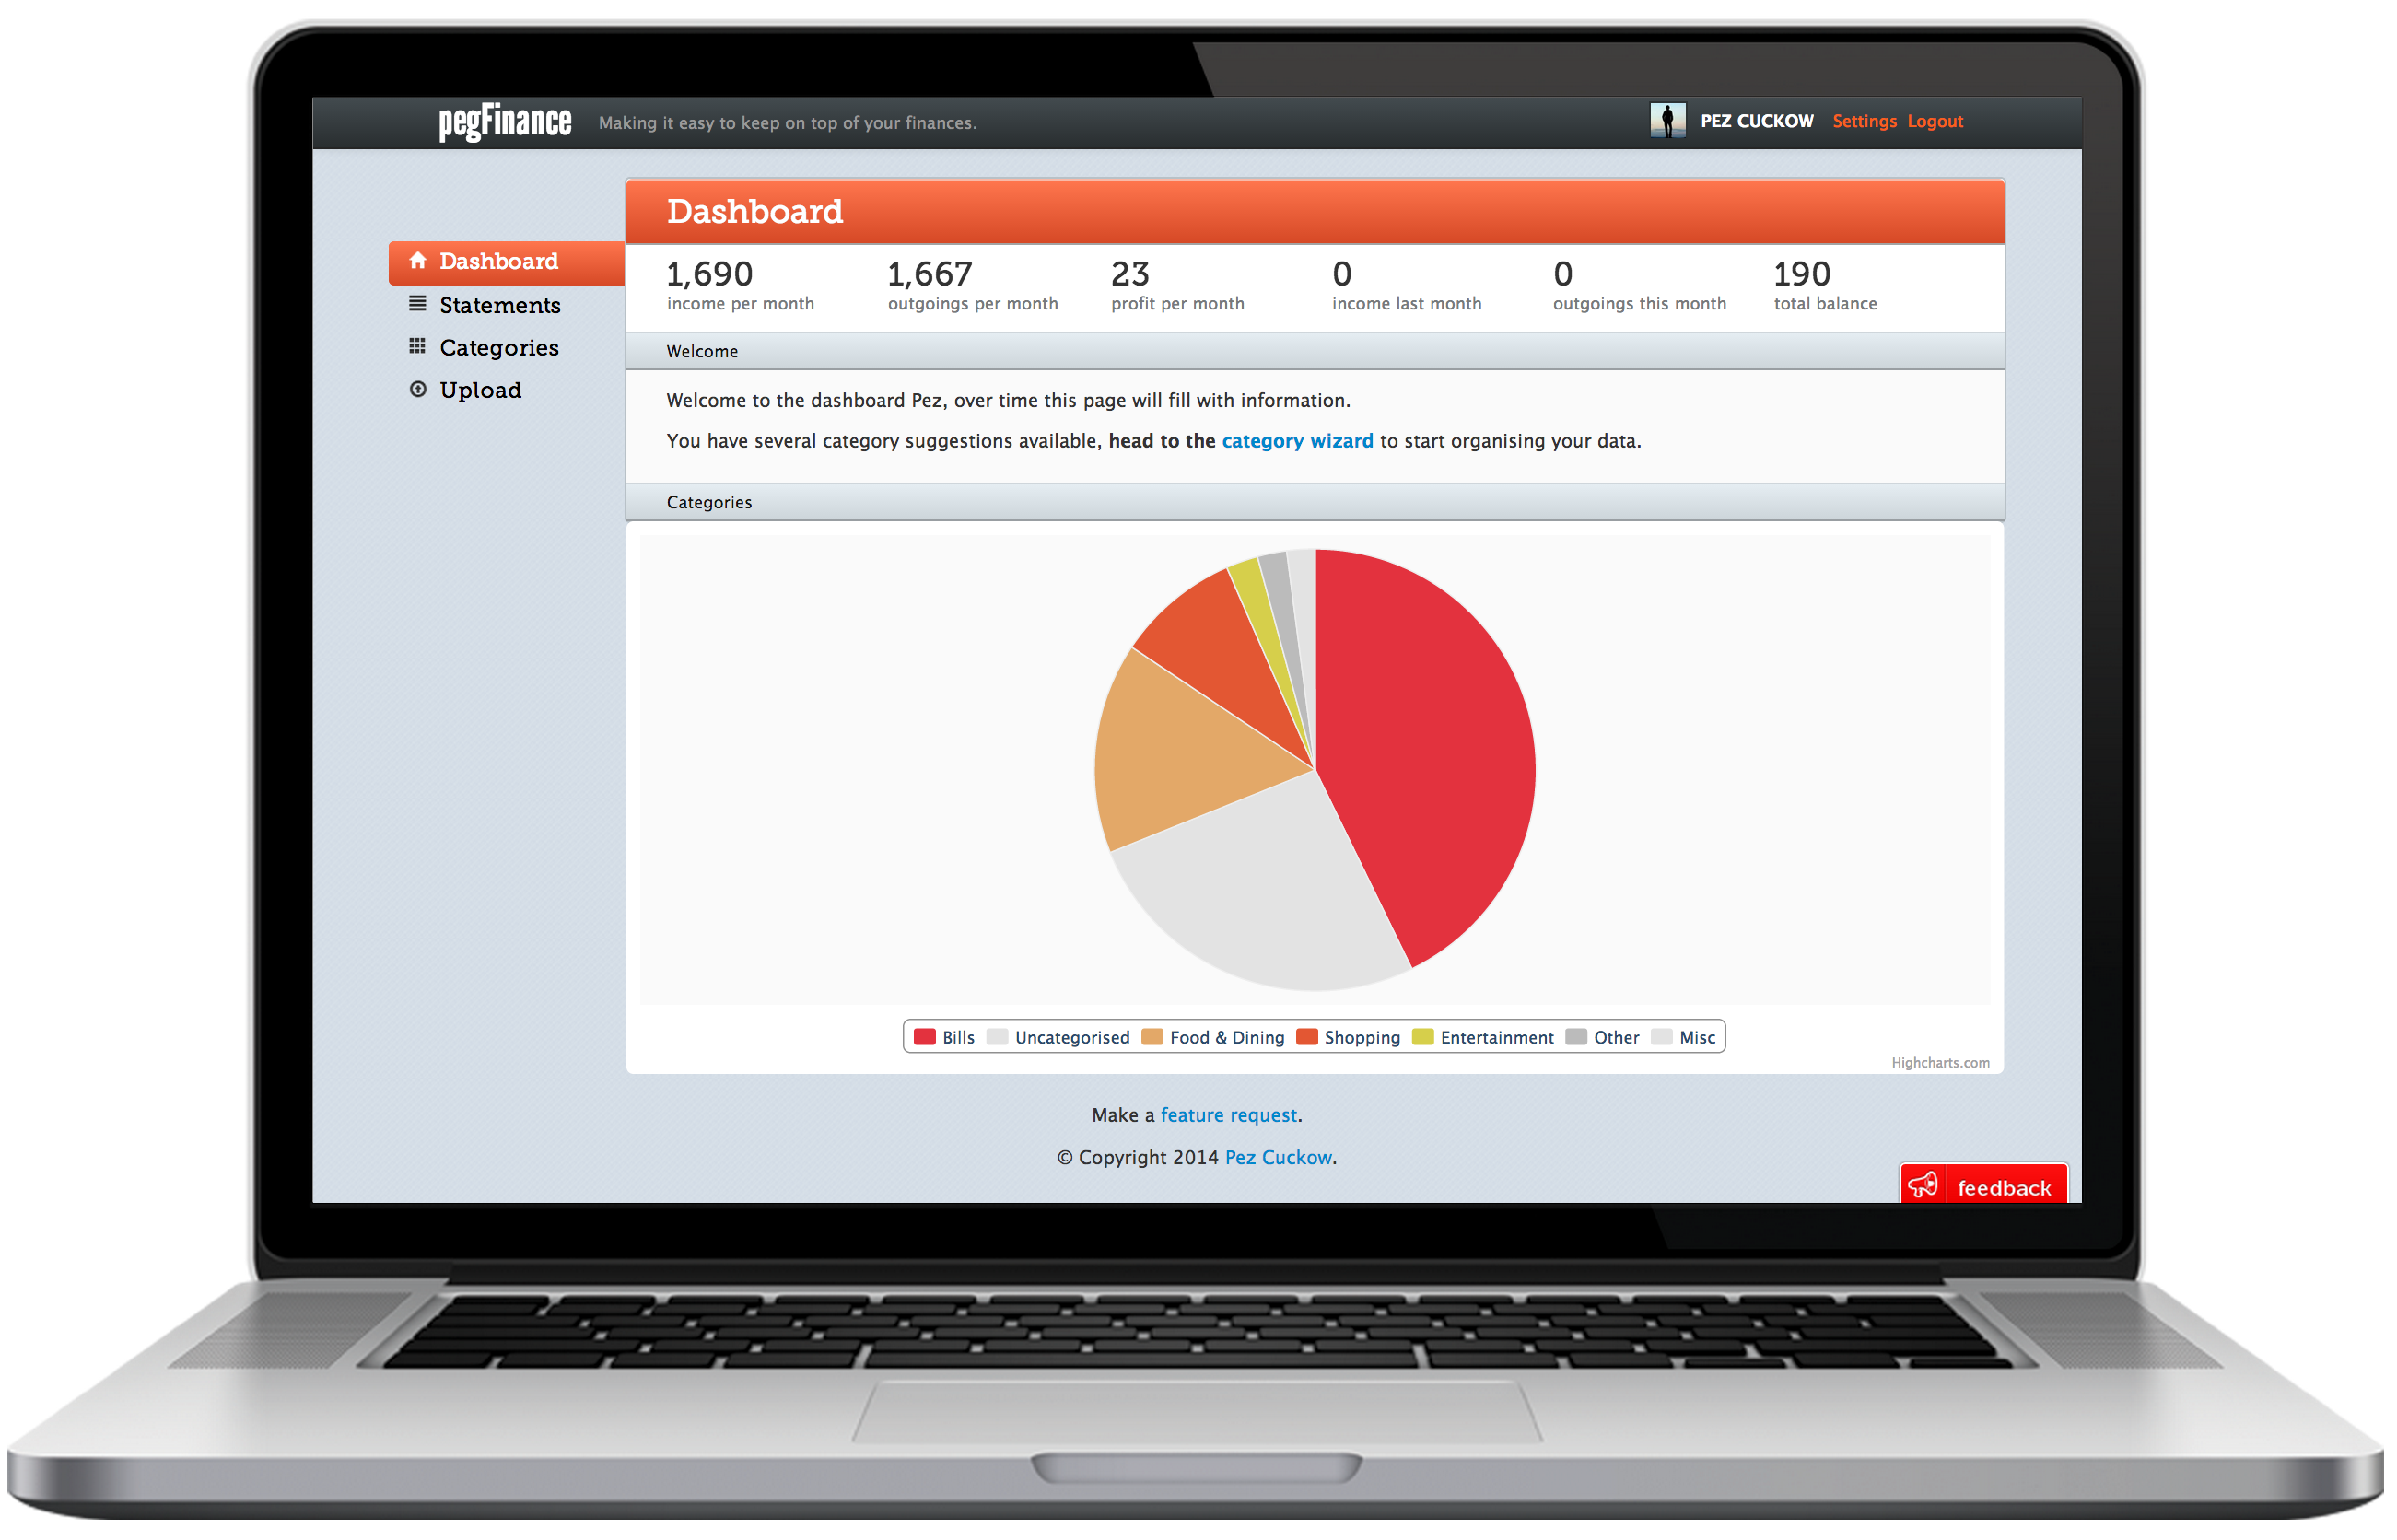 pegFinance Making it easy to keep on top of your finances. PEZ CUCKOW Settings Logout
Dashboard
Statements
Categories
Upload
Dashboard
1,690 1,667 23 0 0 190
income per month outgoings per month profit per month income last month outgoings this month total balance
Welcome
Welcome to the dashboard Pez, over time this page will fill with information.
You have several category suggestions available, head to the category wizard to start organising your data.
Categories
Bills Uncategorised Food & Dining Shopping Entertainment Other Misc
Highcharts.com
Make a feature request.
© Copyright 2014 Pez Cuckow.
feedback